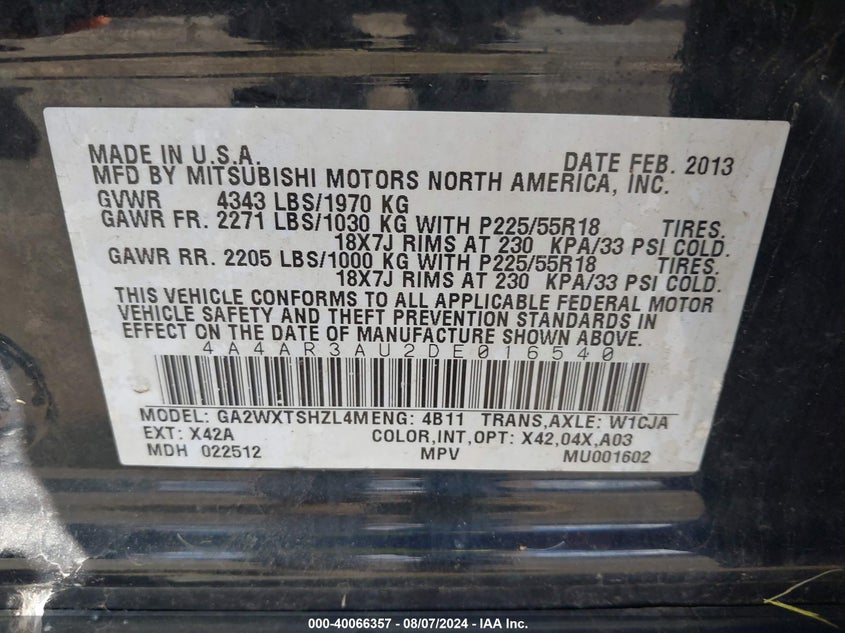 MADE IN U.S.A. DATE FEB. 2013
MFD BY MITSUBISHI MOTORS NORTH AMERICA, INC.
GVWR 4343 LBS/1970 KG
GAWR FR. 2271 LBS/1030 KG WITH P225/55R18 TIRES.
18X7J RIMS AT 230 KPA/33 PSI COLD.
GAWR RR. 2205 LBS/1000 KG WITH P225/55R18 TIRES.
18X7J RIMS AT 230 KPA/33 PSI COLD.
THIS VEHICLE CONFORMS TO ALL APPLICABLE FEDERAL MOTOR
VEHICLE SAFETY AND THEFT PREVENTION STANDARDS IN
EFFECT ON THE DATE OF MANUFACTURE SHOWN ABOVE.
4A4AR3AU2DE016540
MODEL: GA2WXTSHZL4M ENG: 4B11 TRANS,AXLE: W1CJA
EXT: X42A COLOR,INT,OPT: X42,04X,A03
MDH 022512 MPV MU001602
000-40066357 - 08/07/2024 - IAA Inc.